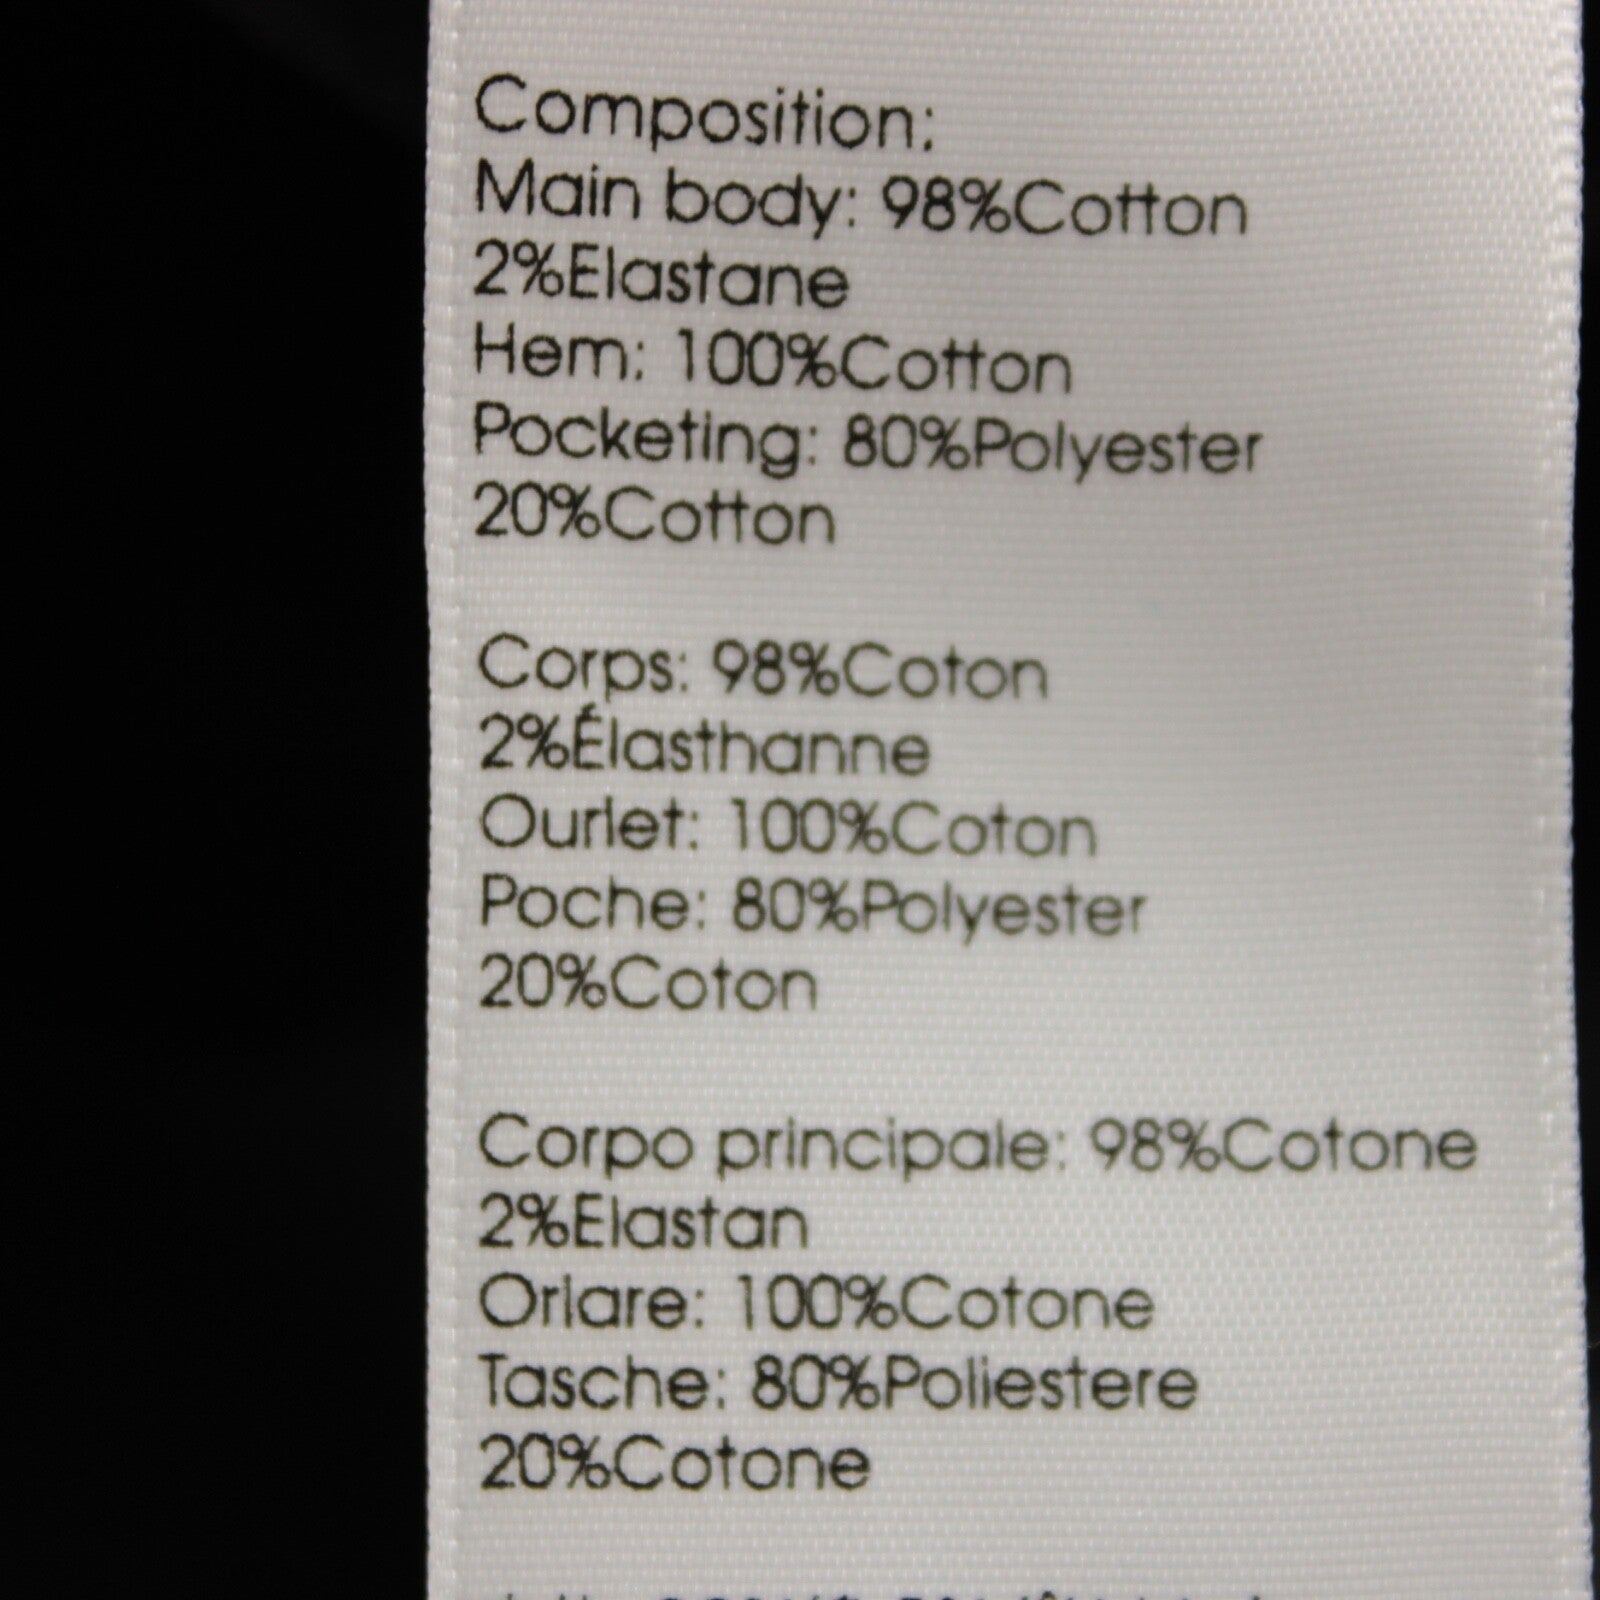 Composition:
Main body: 98%Cotton
2%Elastane
Hem: 100%Cotton
Pocketing: 80%Polyester
20%Cotton
Corps: 98%Coton
2%Élasthanne
Ourlet: 100%Coton
Poche: 80%Polyester
20%Coton
Corpo principale: 98%Cotone
2%Elastan
Orlare: 100%Cotone
Tasche: 80%Poliestere
20%Cotone